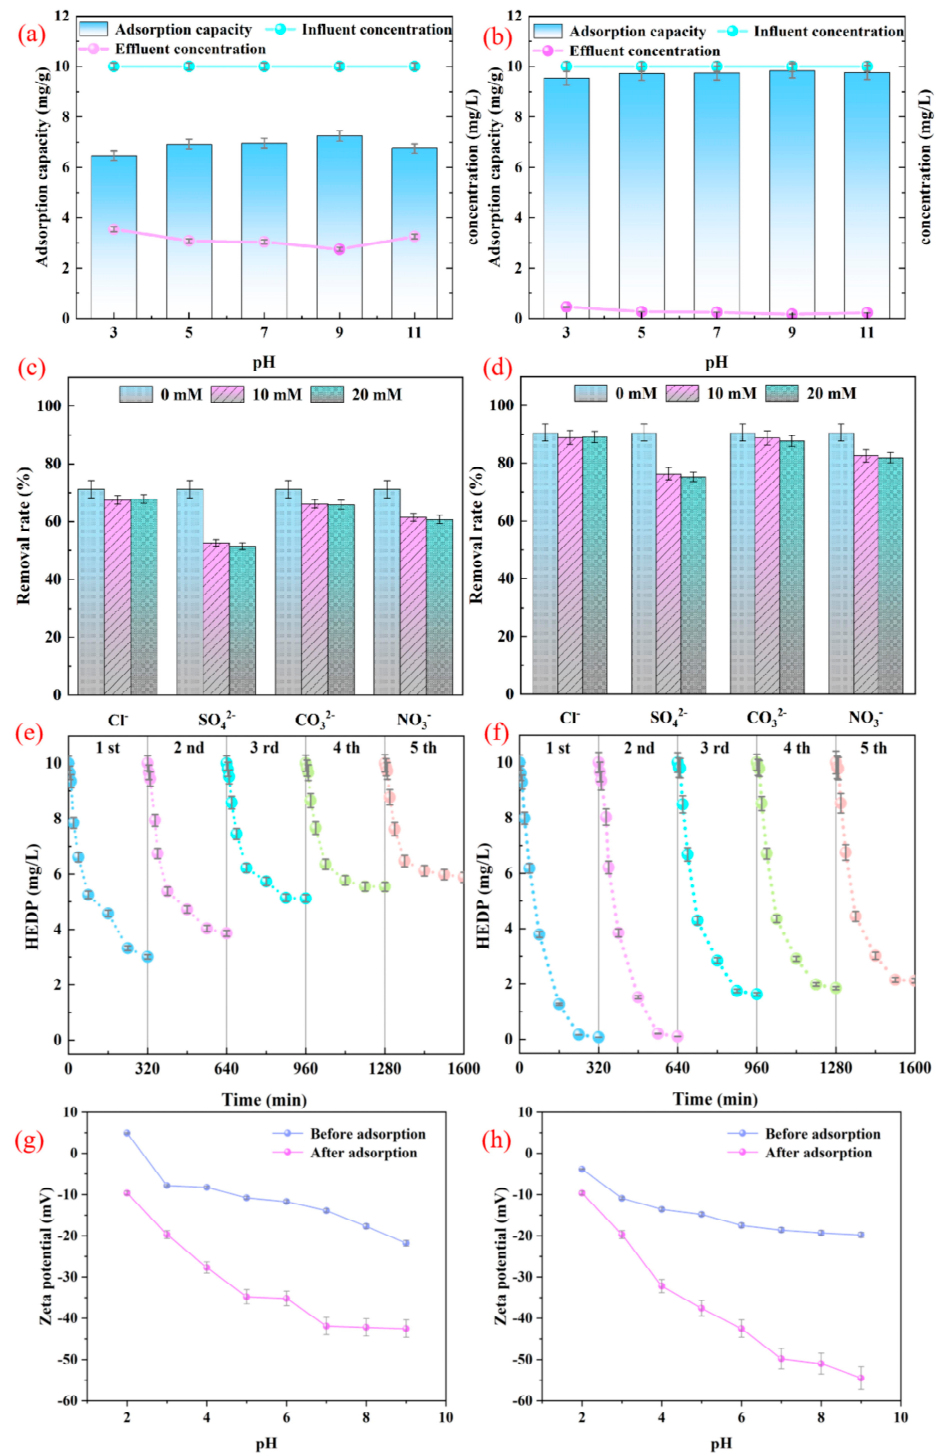 (a)
Adsorption capacity
Influent concentration
Effluent concentration
Adsorption capacity (mg/g)
concentration (mg/L)
12
10
8
6
4
2
0
3 5 7 9 11
pH
(b)
Adsorption capacity
Influent concentration
Effluent concentration
Adsorption capacity (mg/g)
concentration (mg/L)
12
10
8
6
4
2
0
3 5 7 9 11
pH
(c)
0 mM 10 mM 20 mM
Removal rate (%)
100
80
60
40
20
0
Cl⁻ SO₄²⁻ CO₃²⁻ NO₃⁻
(d)
0 mM 10 mM 20 mM
Removal rate (%)
100
80
60
40
20
0
Cl⁻ SO₄²⁻ CO₃²⁻ NO₃⁻
(e)
1 st 2 nd 3 rd 4 th 5 th
HEDP (mg/L)
10
8
6
4
2
0
0 320 640 960 1280 1600
Time (min)
(f)
1 st 2 nd 3 rd 4 th 5 th
HEDP (mg/L)
10
8
6
4
2
0
0 320 640 960 1280 1600
Time (min)
(g)
Before adsorption
After adsorption
Zeta potential (mV)
10
0
-10
-20
-30
-40
-50
-60
2 4 6 8 10
pH
(h)
Before adsorption
After adsorption
Zeta potential (mV)
10
0
-10
-20
-30
-40
-50
-60
2 4 6 8 10
pH